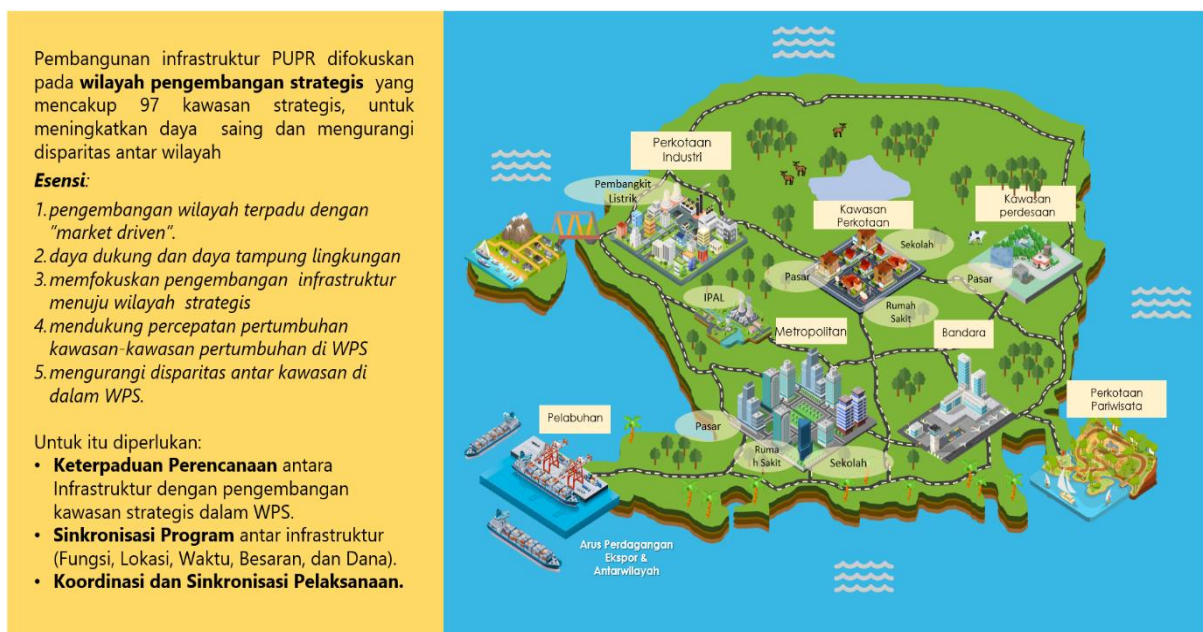 Pembangunan infrastruktur PUPR difokuskan
pada wilayah pengembangan strategis yang
mencakup 97 kawasan strategis, untuk
meningkatkan daya saing dan mengurangi
disparitas antar wilayah
Esensi:
1. pengembangan wilayah terpadu dengan
"market driven".
2. daya dukung dan daya tampung lingkungan
3. memfokuskan pengembangan infrastruktur
menuju wilayah strategis
4. mendukung percepatan pertumbuhan
kawasan-kawasan pertumbuhan di WPS
5. mengurangi disparitas antar kawasan di
dalam WPS.
Untuk itu diperlukan:
• Keterpaduan Perencanaan antara
Infrastruktur dengan pengembangan
kawasan strategis dalam WPS.
• Sinkronisasi Program antar infrastruktur
(Fungsi, Lokasi, Waktu, Besaran, dan Dana).
• Koordinasi dan Sinkronisasi Pelaksanaan.
Perkotaan
Industri
Pembangkit
Listrik
Kawasan
Perkotaan
Sekolah
Pasar
Rumah
Sakit
Kawasan
perdesaan
Pasar
IPAL
Metropolitan
Bandara
Perkotaan
Pariwisata
Pelabuhan
Pasar
Ruma
h Sakit
Sekolah
Arus Perdagangan
Ekspor &
Antarwilayah